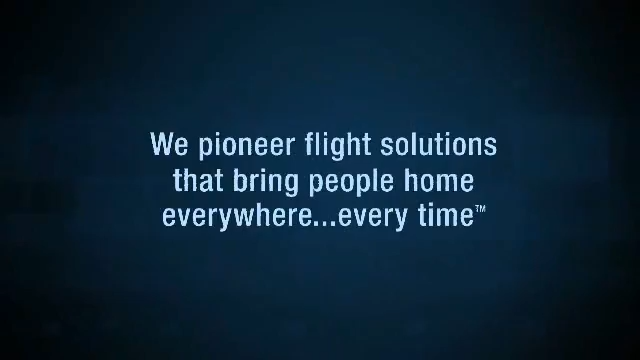 We pioneer flight solutions
that bring people home
everywhere...every time™